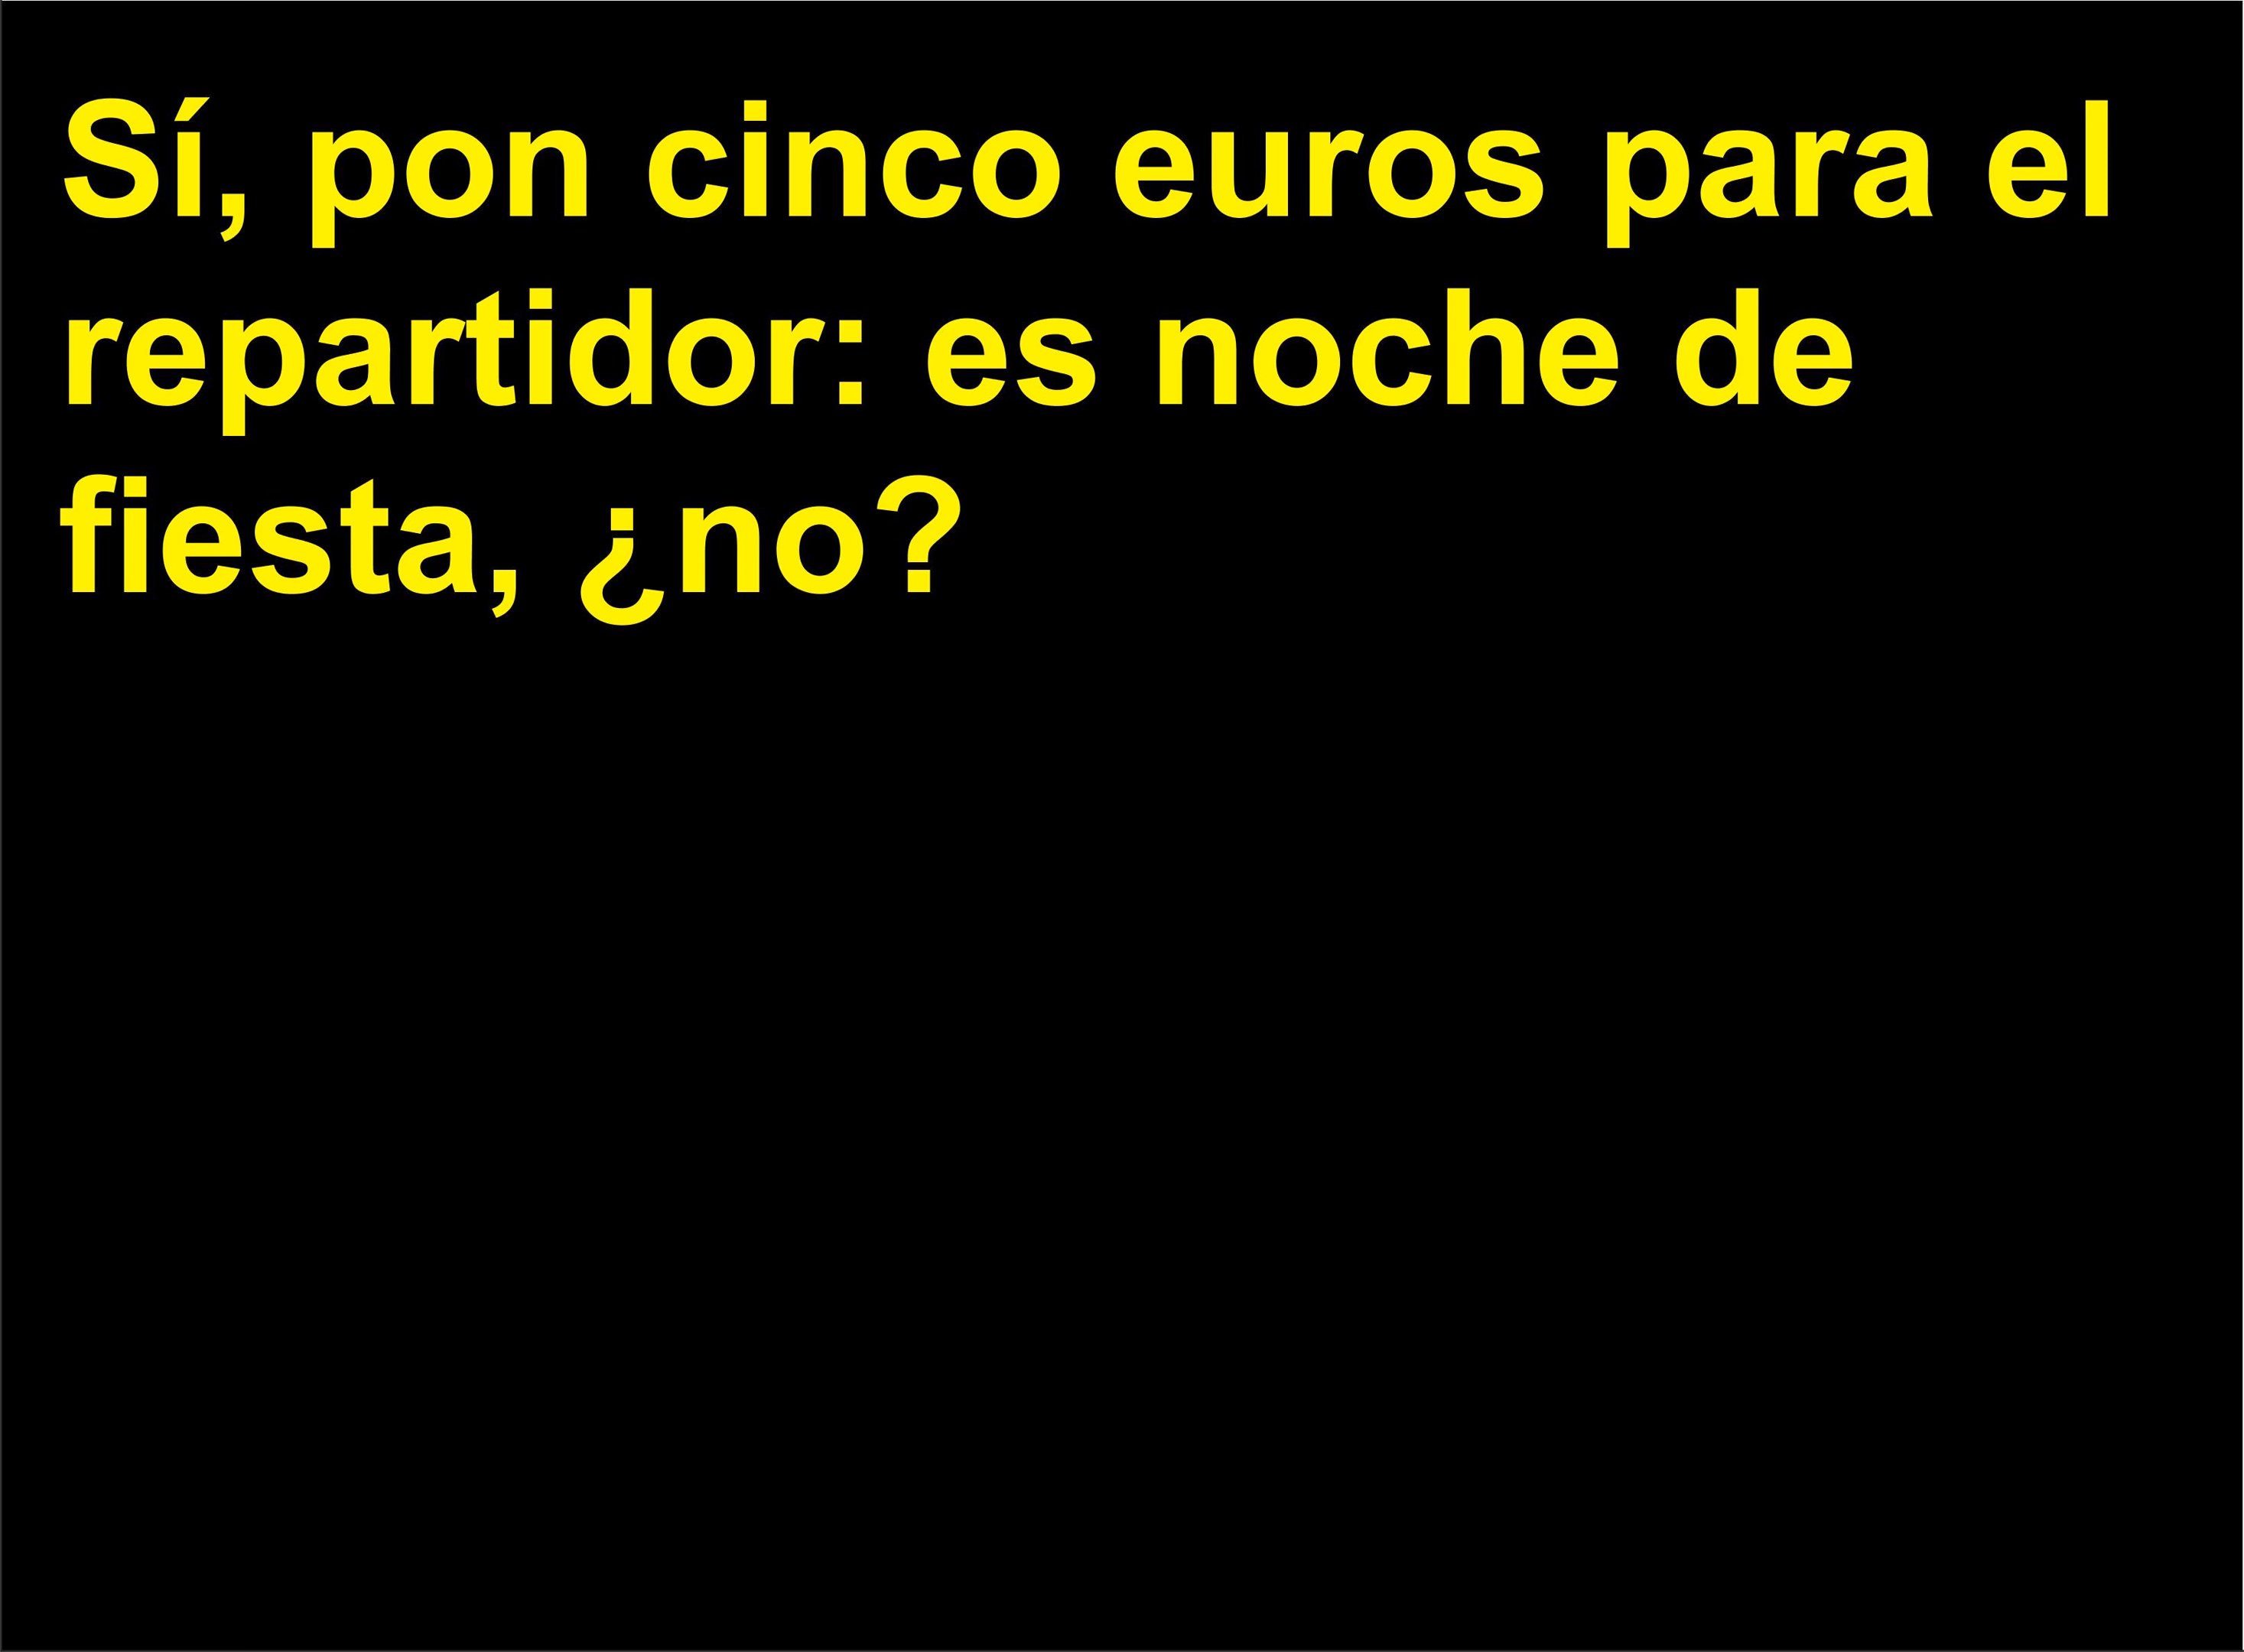 Sí, pon cinco euros para el
repartidor: es noche de
fiesta, ¿no?